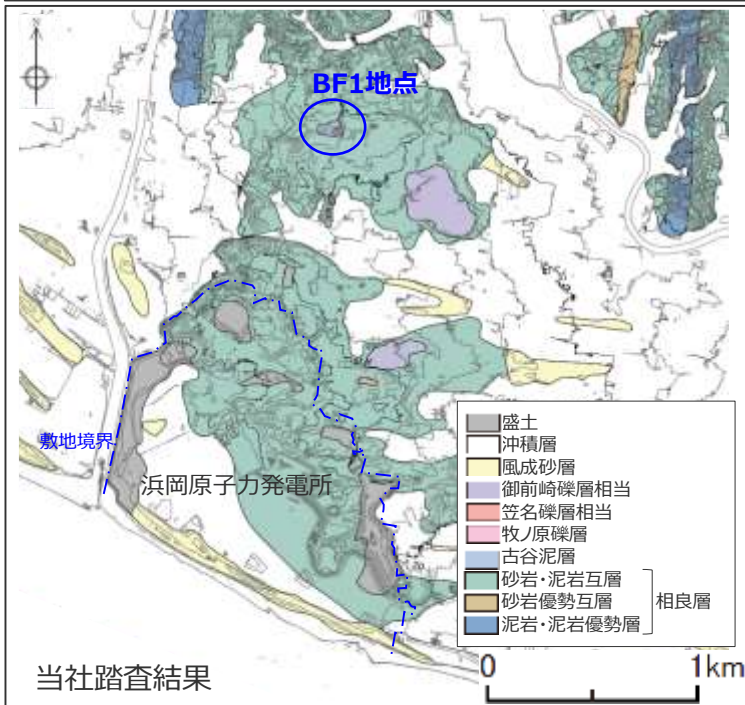 BF1地点
敷地境界
浜岡原子力発電所
盛土
沖積層
風成砂層
御前崎礫層相当
笠名礫層相当
牧ノ原礫層
古谷泥層
砂岩・泥岩互層
砂岩優勢互層
相良層
泥岩・泥岩優勢層
当社踏査結果
0
1km